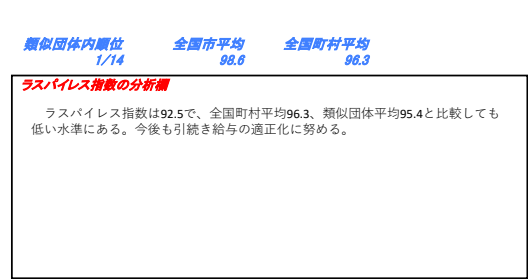 類似団体内順位 全国市平均 全国町村平均
1/14 98.6 96.3
ラスパイレス指数の分析欄
ラスパイレス指数は92.5で、全国町村平均96.3、類似団体平均95.4と比較しても
低い水準にある。今後も引続き給与の適正化に努める。